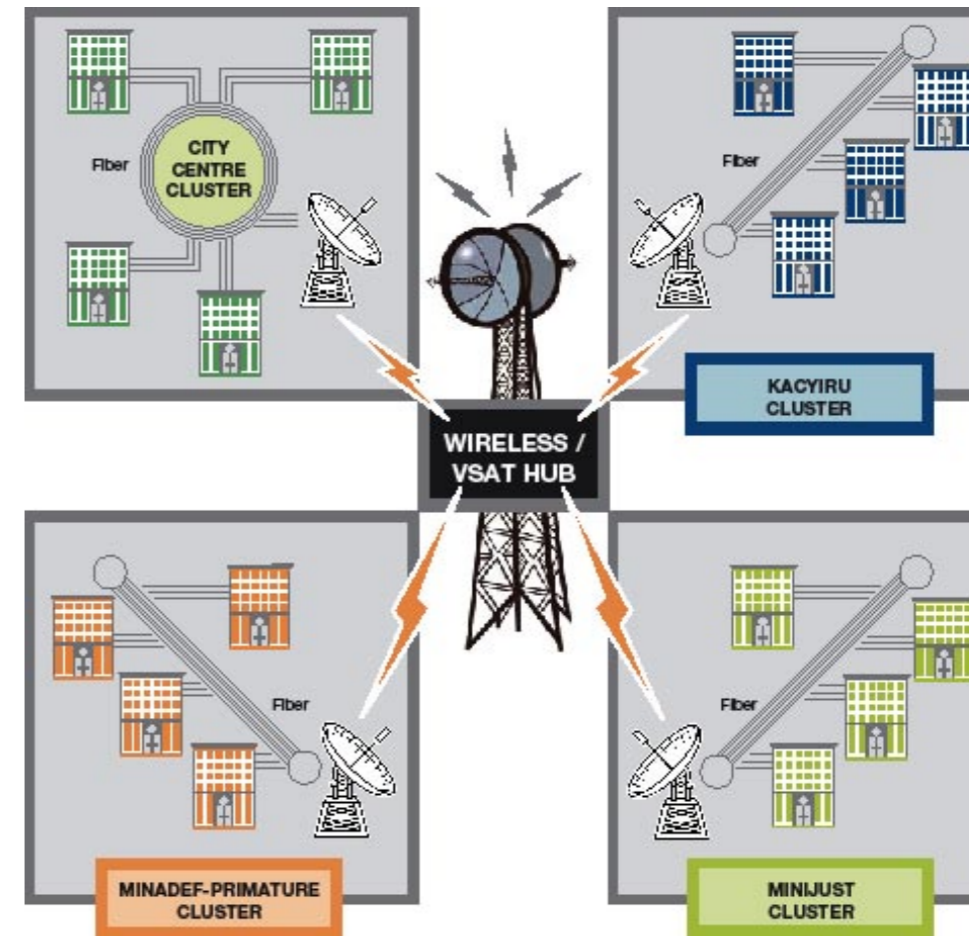 Fiber
CITY
CENTRE
CLUSTER
Fiber
KACYIRU
CLUSTER
WIRELESS /
VSAT HUB
Fiber
Fiber
MINADEF-PRIMATURE
CLUSTER
MINIJUST
CLUSTER